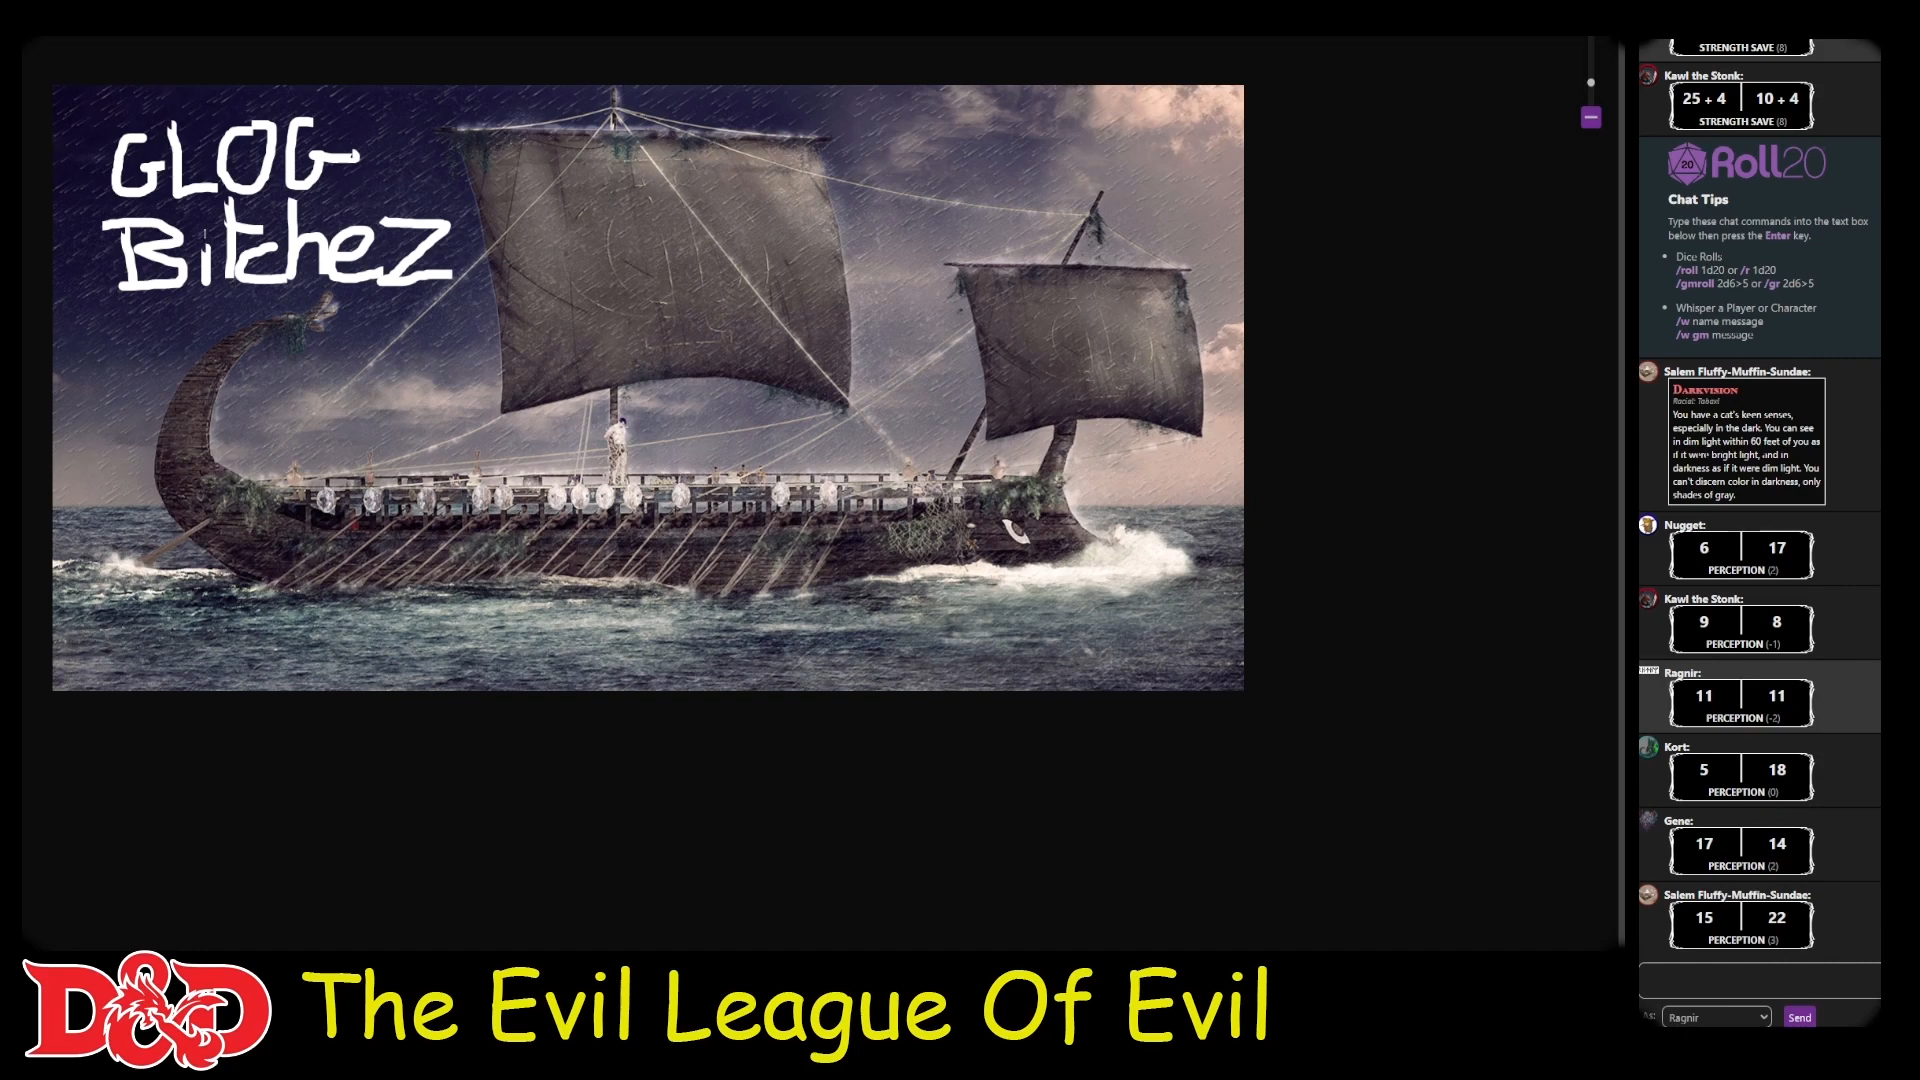 GLOG
BitcheZ
STRENGTH SAVE (8)
Kawl the Stonk:
25 + 4 | 10 + 4
STRENGTH SAVE (8)
20 Roll20
Chat Tips
Type these chat commands into the text box
below then press the Enter key.
• Dice Rolls
/roll 1d20 or /r 1d20
/gmroll 2d6>5 or /gr 2d6>5
• Whisper a Player or Character
/w name message
/w gm message
Salem Fluffy-Muffin-Sundae:
DARKVISION
Racial: Tabaxi
You have a cat's keen senses,
especially in the dark. You can see
in dim light within 60 feet of you as
if it were bright light, and in
darkness as if it were dim light. You
can't discern color in darkness, only
shades of gray.
Nugget:
6 | 17
PERCEPTION (2)
Kawl the Stonk:
9 | 8
PERCEPTION (-1)
Ragnir:
11 | 11
PERCEPTION (-2)
Kort:
5 | 18
PERCEPTION (0)
Gene:
17 | 14
PERCEPTION (2)
Salem Fluffy-Muffin-Sundae:
15 | 22
PERCEPTION (3)
As: Ragnir Send
D&D The Evil League Of Evil